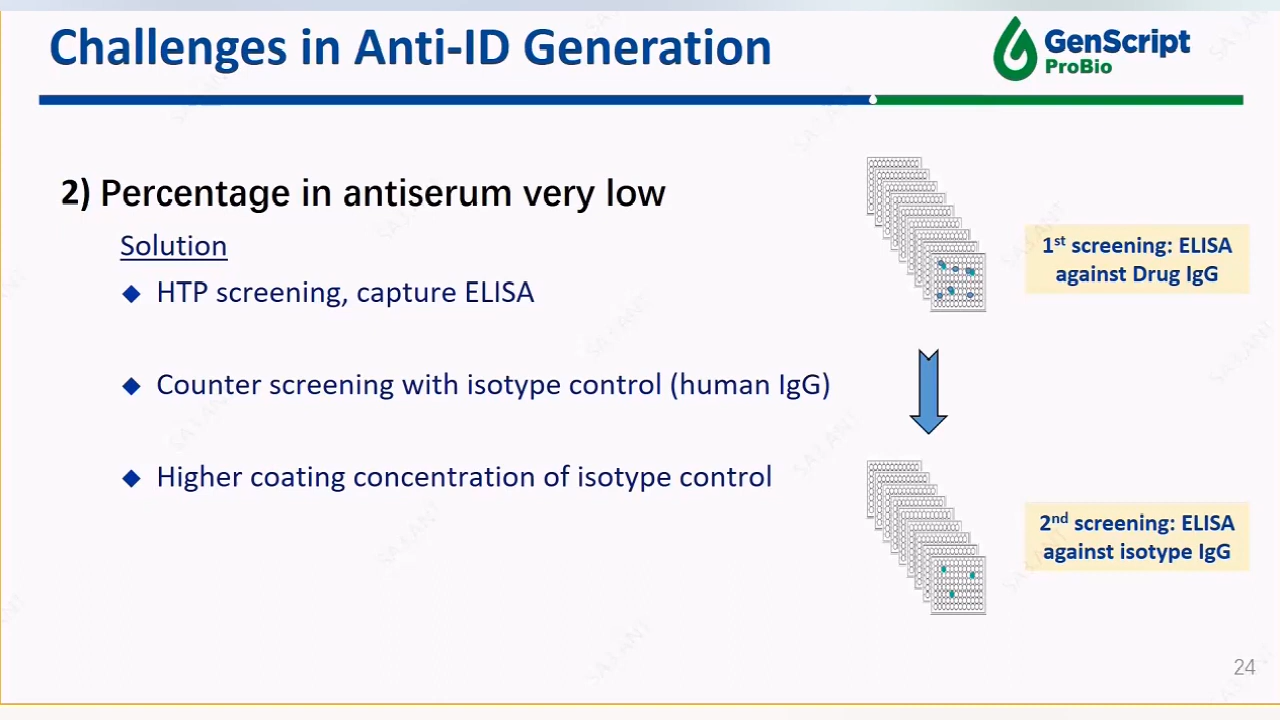 Challenges in Anti-ID Generation
GenScript
ProBio
2) Percentage in antiserum very low
Solution
◆ HTP screening, capture ELISA
◆ Counter screening with isotype control (human IgG)
◆ Higher coating concentration of isotype control
1st screening: ELISA
against Drug IgG
2nd screening: ELISA
against isotype IgG
24